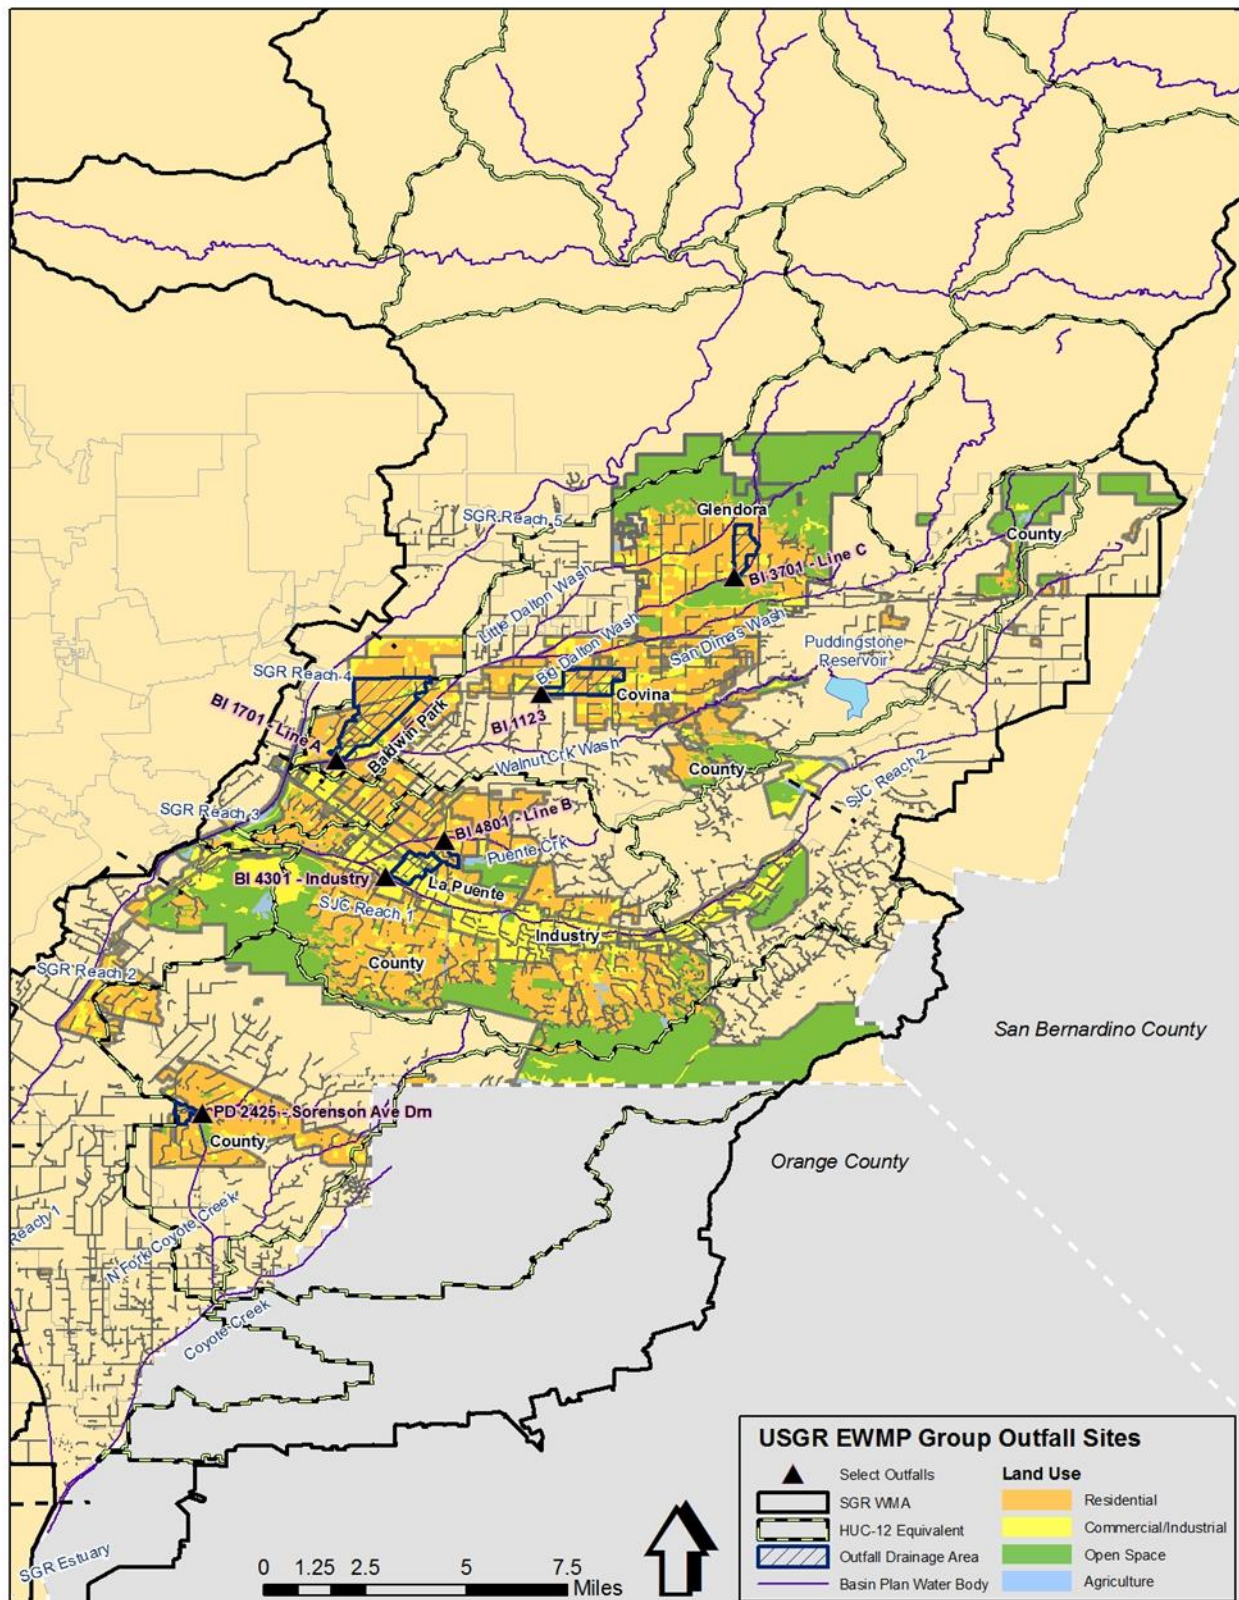 Glendora
SGR Reach 5
County
BI 3701 - Line C
Little Dalton Wash
Big Dalton Wash
San Dimas Wash
Puddingstone
Reservoir
SGR Reach 4
Covina
BI 1701 - Line A
Baldwin Park
BI 1123
Walnut Crk Wash
County
SJC Reach 2
SGR Reach 3
BI 4801 - Line B
Puente Crk
BI 4301 - Industry
La Puente
SJC Reach 1
Industry
County
SGR Reach 2
San Bernardino County
PD 2425 - Sorenson Ave Drn
County
Orange County
Reach 1
N Fork Coyote Creek
Coyote Creek
SGR Estuary
0 1.25 2.5 5 7.5
Miles
USGR EWMP Group Outfall Sites
Select Outfalls
SGR WMA
HUC-12 Equivalent
Outfall Drainage Area
Basin Plan Water Body
Land Use
Residential
Commercial/Industrial
Open Space
Agriculture